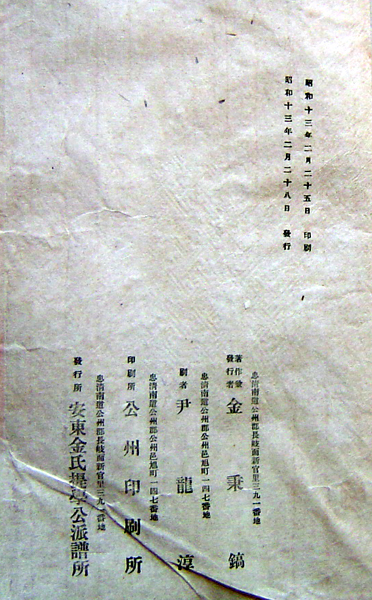 昭和十三年二月二十五日 印刷
昭和十三年二月二十八日 發行
忠淸南道公州郡長岐面新官里三九一番地
著作兼發行者 金秉鎬
忠淸南道公州郡公州邑旭町一四七番地
刷者 尹龍淳
忠淸南道公州郡公州邑旭町一四七番地
印刷所 公州印刷所
忠淸南道公州郡長岐面新官里三九一番地
發行所 安東金氏提學公派譜所